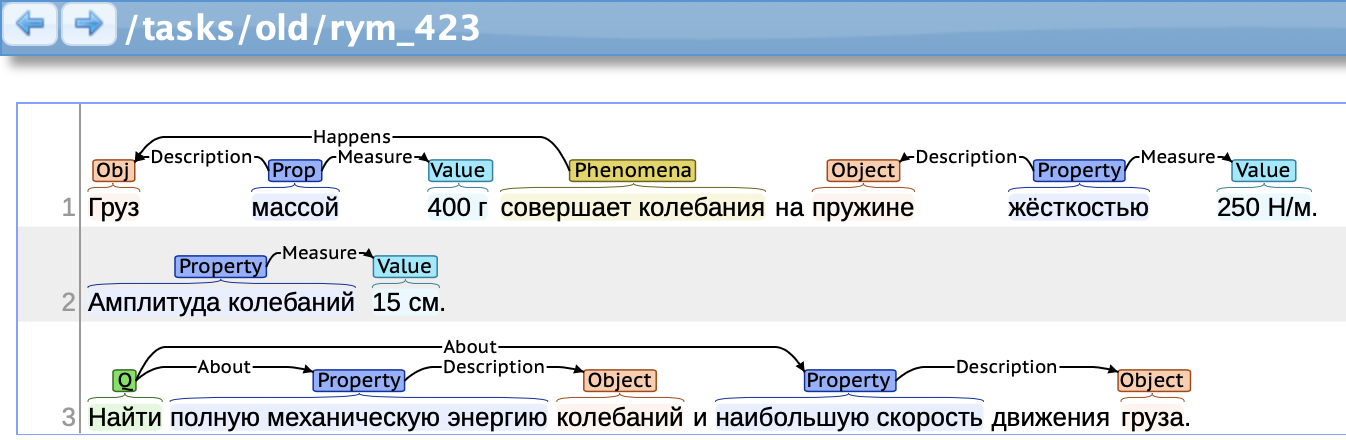 /tasks/old/rym_423
Happens
Description Measure Description Measure
Obj Prop Value Phenomena Object Property Value
1 Груз массой 400 г совершает колебания на пружине жёсткостью 250 Н/м.
Measure
Property Value
2 Амплитуда колебаний 15 см.
About
About Description Description
Q Property Object Property Object
3 Найти полную механическую энергию колебаний и наибольшую скорость движения груза.